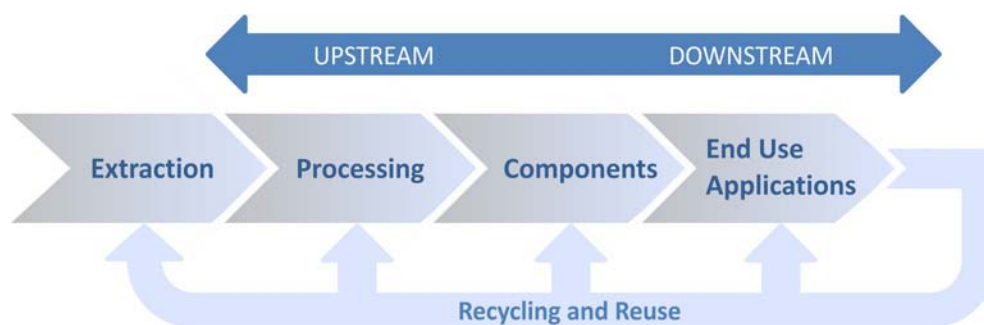 UPSTREAM DOWNSTREAM
Extraction Processing Components End Use Applications
Recycling and Reuse